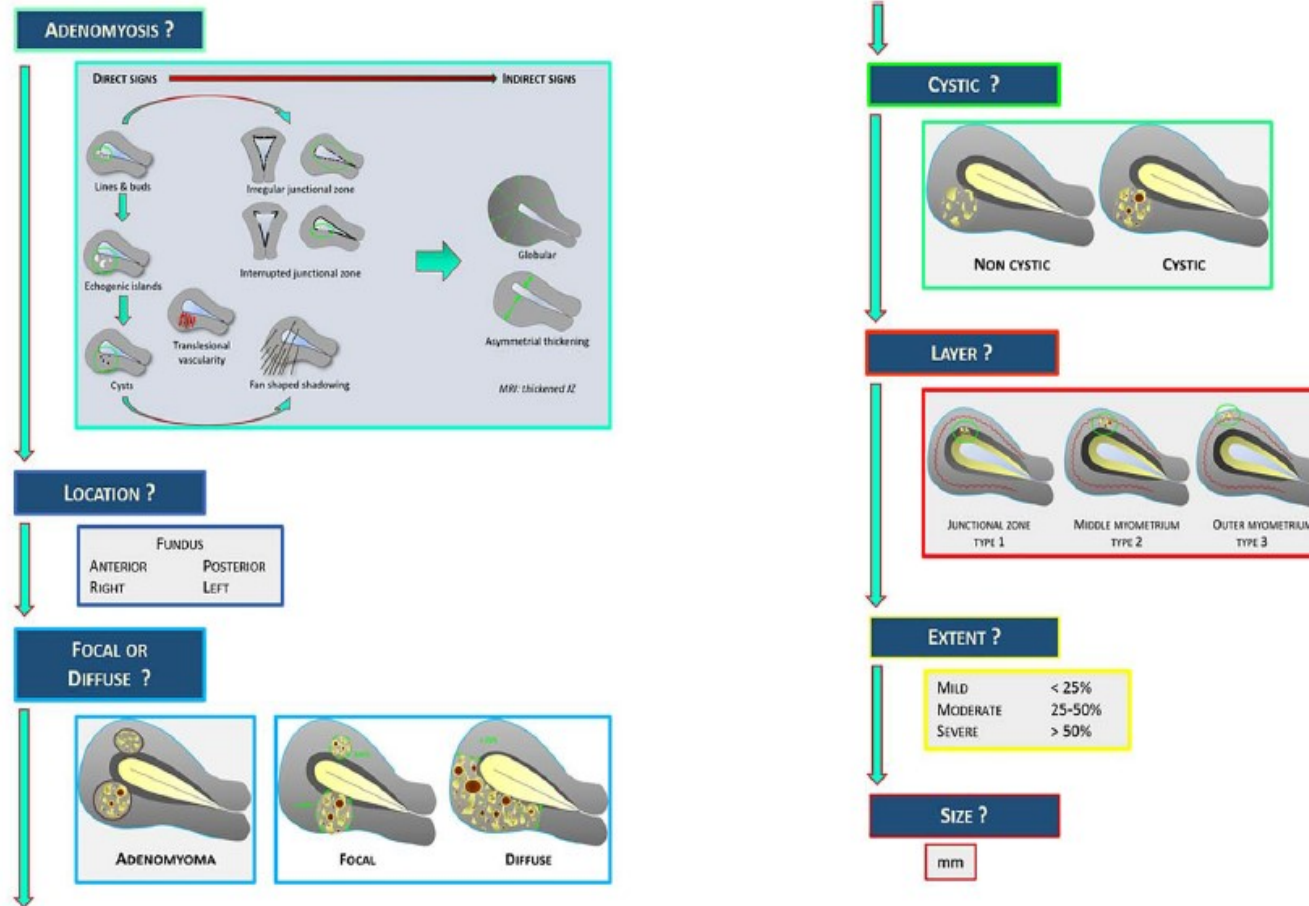 ADENOMYOSIS ?
DIRECT SIGNS
INDIRECT SIGNS
Lines & buds
Irregular junctional zone
Interrupted junctional zone
Echogenic islands
Translesional
vascularity
Cysts
Fan shaped shadowing
Globular
Asymmetrial thickening
MRI: thickened JZ
LOCATION ?
FUNDUS
ANTERIOR POSTERIOR
RIGHT LEFT
FOCAL OR
DIFFUSE ?
ADENOMYOMA
FOCAL
DIFFUSE
CYSTIC ?
NON CYSTIC
CYSTIC
LAYER ?
JUNCTIONAL ZONE
TYPE 1
MIDDLE MYOMETRIUM
TYPE 2
OUTER MYOMETRIUM
TYPE 3
EXTENT ?
MILD < 25%
MODERATE 25-50%
SEVERE > 50%
SIZE ?
mm